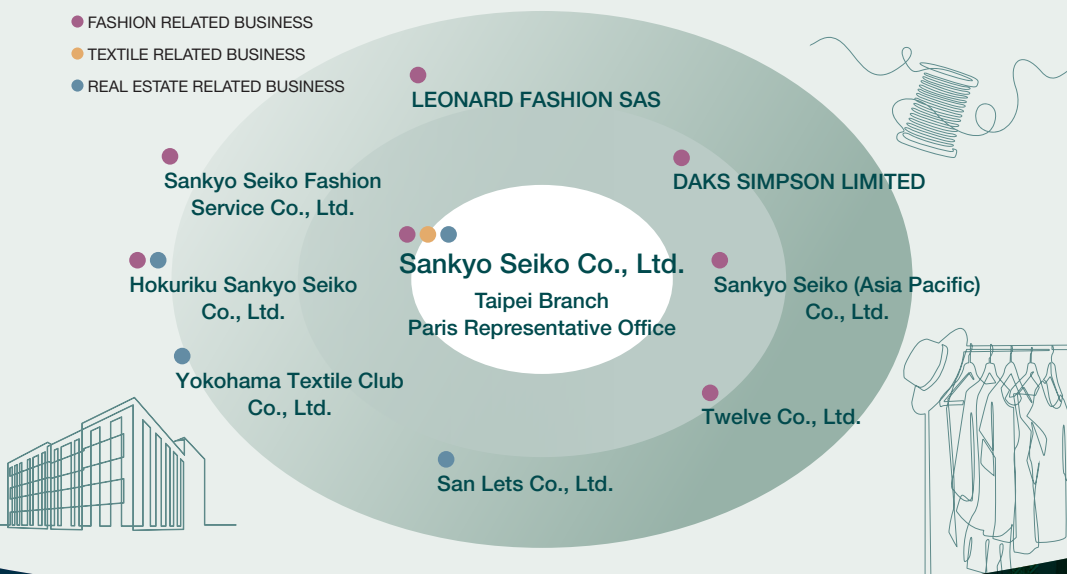 FASHION RELATED BUSINESS
TEXTILE RELATED BUSINESS
REAL ESTATE RELATED BUSINESS
LEONARD FASHION SAS
DAKS SIMPSON LIMITED
Sankyo Seiko Fashion
Service Co., Ltd.
Sankyo Seiko Co., Ltd.
Taipei Branch
Paris Representative Office
Hokuriku Sankyo Seiko
Co., Ltd.
Sankyo Seiko (Asia Pacific)
Co., Ltd.
Yokohama Textile Club
Co., Ltd.
Twelve Co., Ltd.
San Lets Co., Ltd.